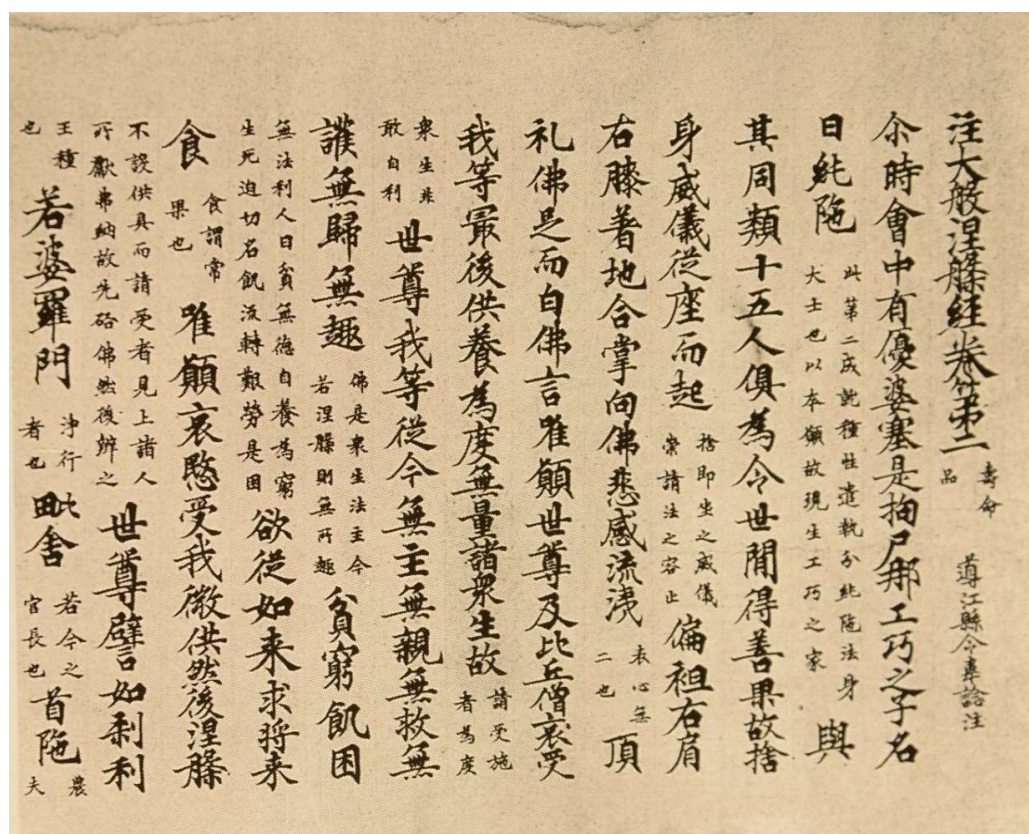 注大般涅槃經卷第二 壽命品 導江縣令韋諗注
尒時會中有優婆塞是拘尸那工巧之子名
曰純陁 此第二成就種性遣執分純陁法身大士也以本願故現生工巧之家 與
其同類十五人俱為令世閒得善果故捨
身威儀從座而起 捨即坐之威儀崇請法之容止 偏袒右肩
右膝著地合掌向佛悲感流淚 表心無二也 頂
礼佛足而白佛言唯願世尊及比丘僧哀受
我等冣後供養為度無量諸衆生故 請受施者為度
衆生非敢自利 世尊我等從今無主無親無救無
護無歸無趣 佛是衆生法主今若涅槃則無所趣 貧窮飢困
無法利人曰貧無德自養為窮生死迫切名飢流轉艱勞是困 欲從如来求將来
食 食謂常果也 唯願哀愍受我微供然後涅槃
不設供具而請受者見上諸人所獻弗納故先啓佛然後辦之 世尊譬如剎利
王種也 若婆羅門 淨行者也 毗舍 若今之官長也 首陁 農夫